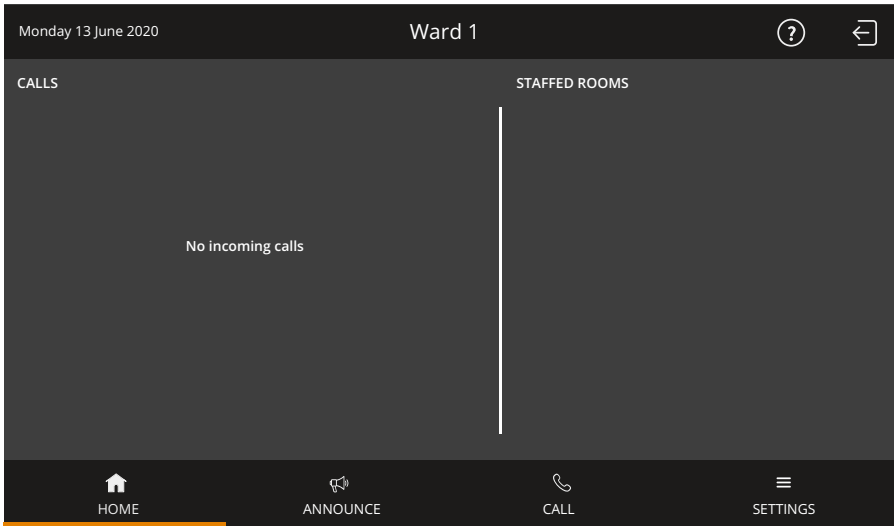 Monday 13 June 2020
Ward 1
?
CALLS
STAFFED ROOMS
No incoming calls
HOME
ANNOUNCE
CALL
SETTINGS